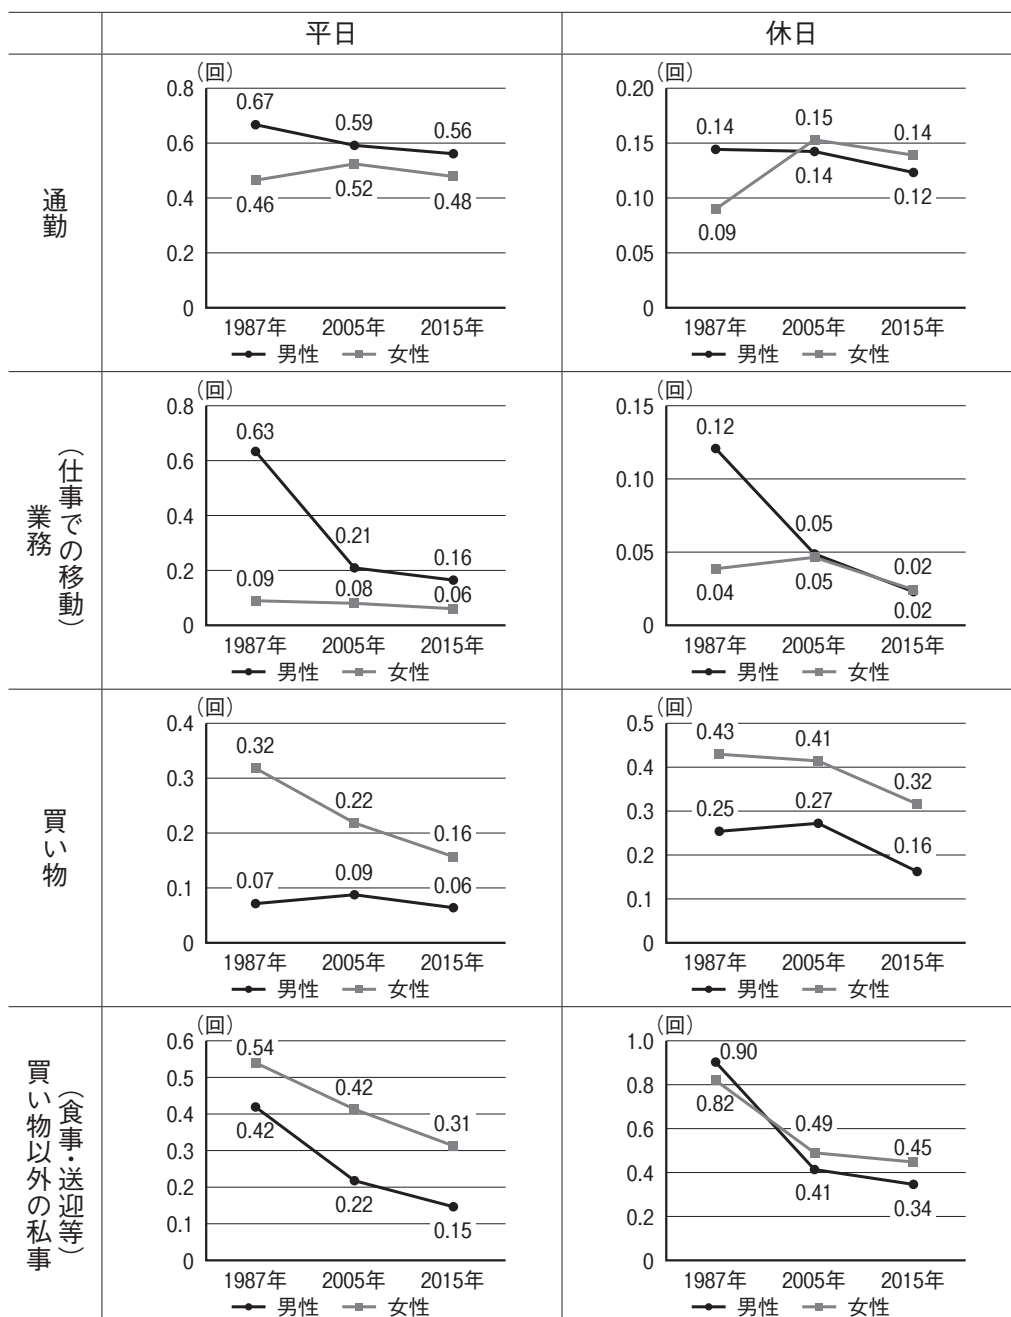 平日 休日
通勤
(回)
0.8
0.6
0.4
0.2
0
0.67 0.59 0.56
0.46 0.52 0.48
1987年 2005年 2015年
男性 女性
(回)
0.20
0.15
0.10
0.05
0
0.14 0.15 0.14
0.09 0.14 0.12
1987年 2005年 2015年
男性 女性
業務
(仕事での移動)
(回)
0.8
0.6
0.4
0.2
0
0.63 0.21 0.16
0.09 0.08 0.06
1987年 2005年 2015年
男性 女性
(回)
0.15
0.10
0.05
0
0.12 0.05 0.02
0.04 0.05 0.02
1987年 2005年 2015年
男性 女性
買い物
(回)
0.4
0.3
0.2
0.1
0
0.32 0.22 0.16
0.07 0.09 0.06
1987年 2005年 2015年
男性 女性
(回)
0.5
0.4
0.3
0.2
0.1
0
0.43 0.41 0.32
0.25 0.27 0.16
1987年 2005年 2015年
男性 女性
買い物以外の私事
(食事・送迎等)
(回)
0.6
0.5
0.4
0.3
0.2
0.1
0
0.54 0.42 0.31
0.42 0.22 0.15
1987年 2005年 2015年
男性 女性
(回)
1.0
0.8
0.6
0.4
0.2
0
0.90 0.49 0.45
0.82 0.41 0.34
1987年 2005年 2015年
男性 女性